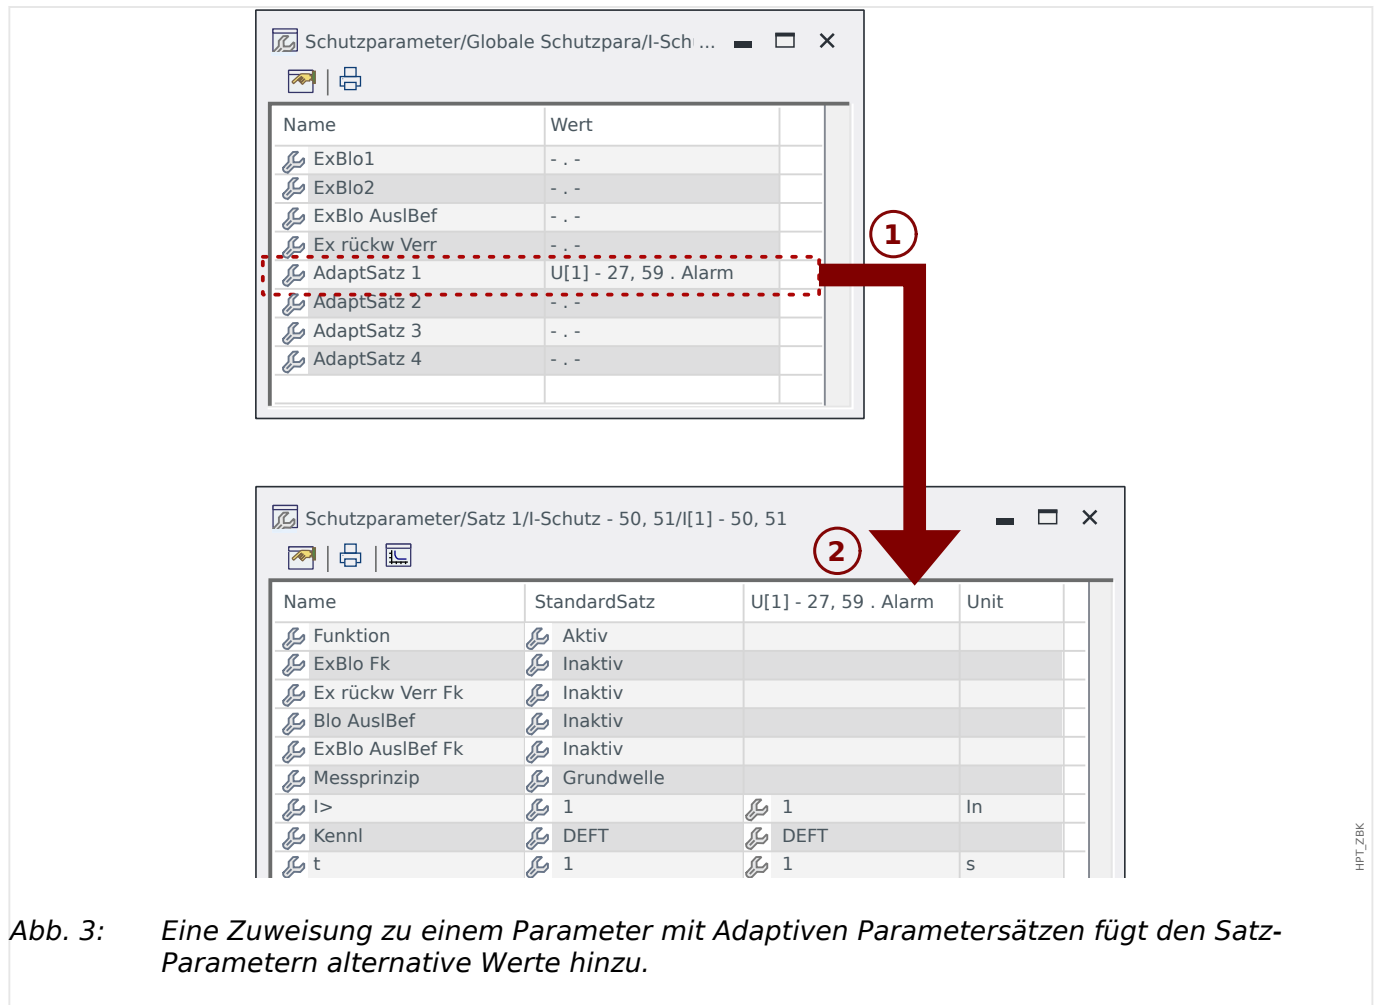 Schutzparameter/Globale Schutzpara/I-Sch ...
Name Wert
ExBlo1 - . -
ExBlo2 - . -
ExBlo AuslBef - . -
Ex rückw Verr - . -
AdaptSatz 1 U[1] - 27, 59 . Alarm
AdaptSatz 2 - . -
AdaptSatz 3 - . -
AdaptSatz 4 - . -
1
Schutzparameter/Satz 1/I-Schutz - 50, 51/I[1] - 50, 51
2
Name StandardSatz U[1] - 27, 59 . Alarm Unit
Funktion Aktiv
ExBlo Fk Inaktiv
Ex rückw Verr Fk Inaktiv
Blo AuslBef Inaktiv
ExBlo AuslBef Fk Inaktiv
Messprinzip Grundwelle
I> 1 1 In
Kennl DEFT DEFT
t 1 1 s
HPT_ZBK
Abb. 3: Eine Zuweisung zu einem Parameter mit Adaptiven Parametersätzen fügt den Satz-
Parametern alternative Werte hinzu.